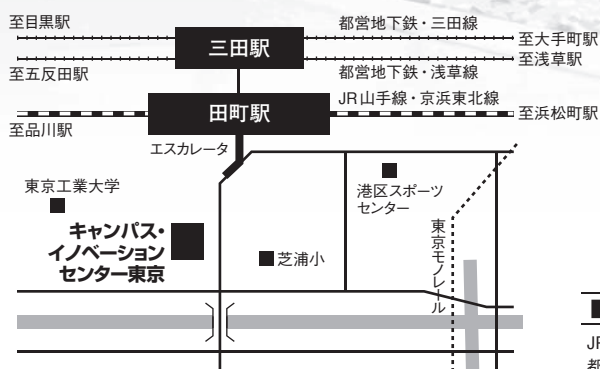 至目黒駅
都営地下鉄・三田線
三田駅
至大手町駅
至浅草駅
至五反田駅
都営地下鉄・浅草線
JR山手線・京浜東北線
田町駅
至浜松町駅
至品川駅
エスカレータ
東京工業大学
港区スポーツ
センター
キャンパス・
イノベーション
センター東京
芝浦小
東京モノレール
JR
都